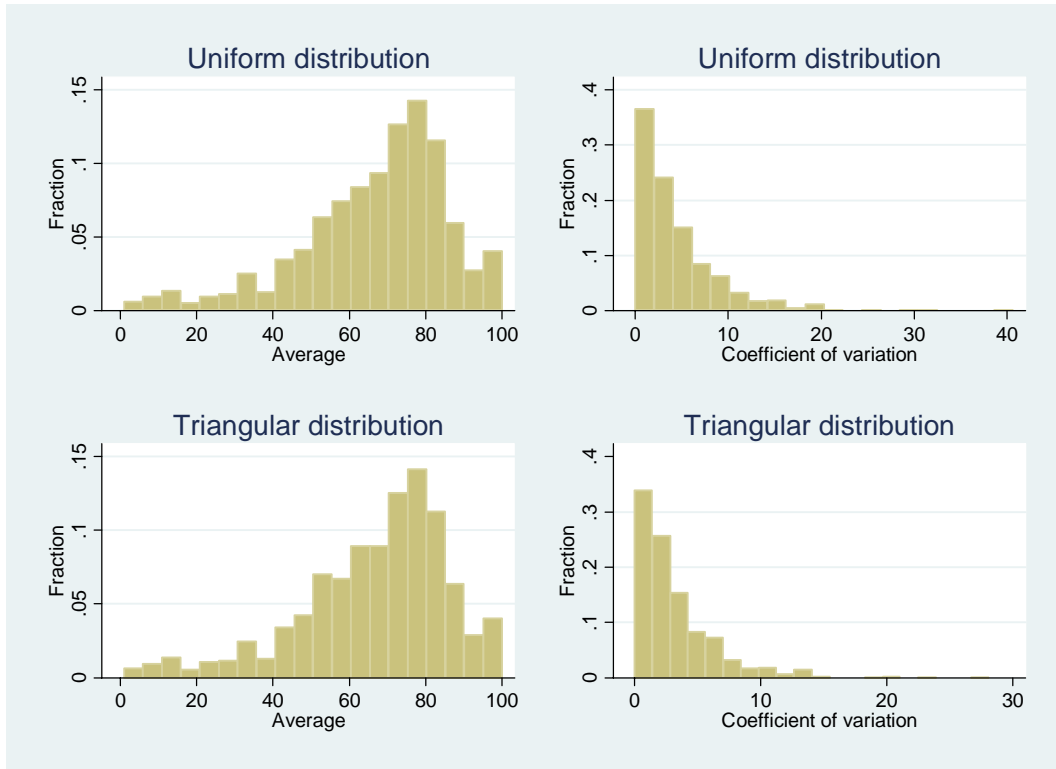 Uniform distribution
.15
.1
.05
0
Fraction
0 20 40 60 80 100
Average
Uniform distribution
.4
.3
.2
.1
0
Fraction
0 10 20 30 40
Coefficient of variation
Triangular distribution
.15
.1
.05
0
Fraction
0 20 40 60 80 100
Average
Triangular distribution
.4
.3
.2
.1
0
Fraction
0 10 20 30
Coefficient of variation